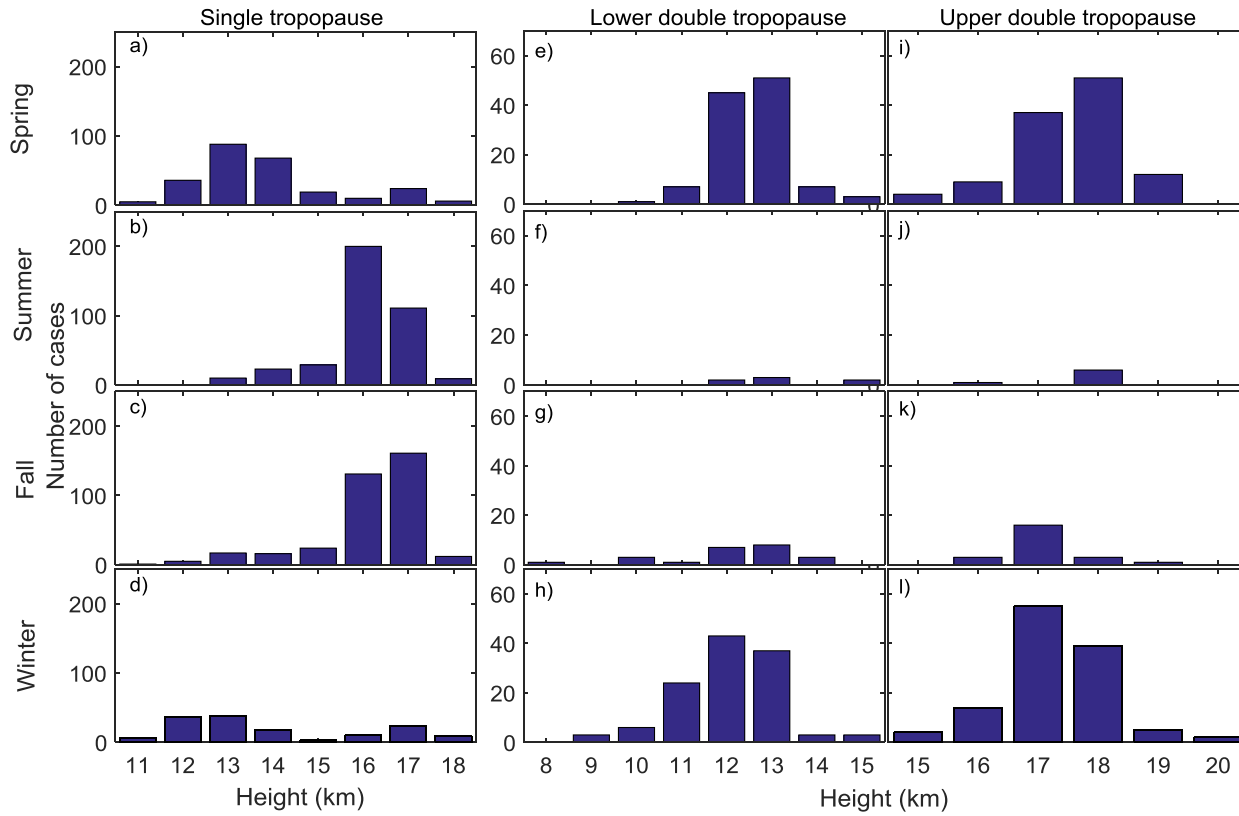 Single tropopause
Lower double tropopause
Upper double tropopause
a)
e)
i)
200
100
0
60
40
20
0
Spring
b)
f)
j)
200
100
0
60
40
20
0
Summer
Number of cases
c)
g)
k)
200
100
0
60
40
20
0
Fall
d)
h)
l)
200
100
0
60
40
20
0
Winter
11 12 13 14 15 16 17 18
8 9 10 11 12 13 14 15
15 16 17 18 19 20
Height (km)
Height (km)